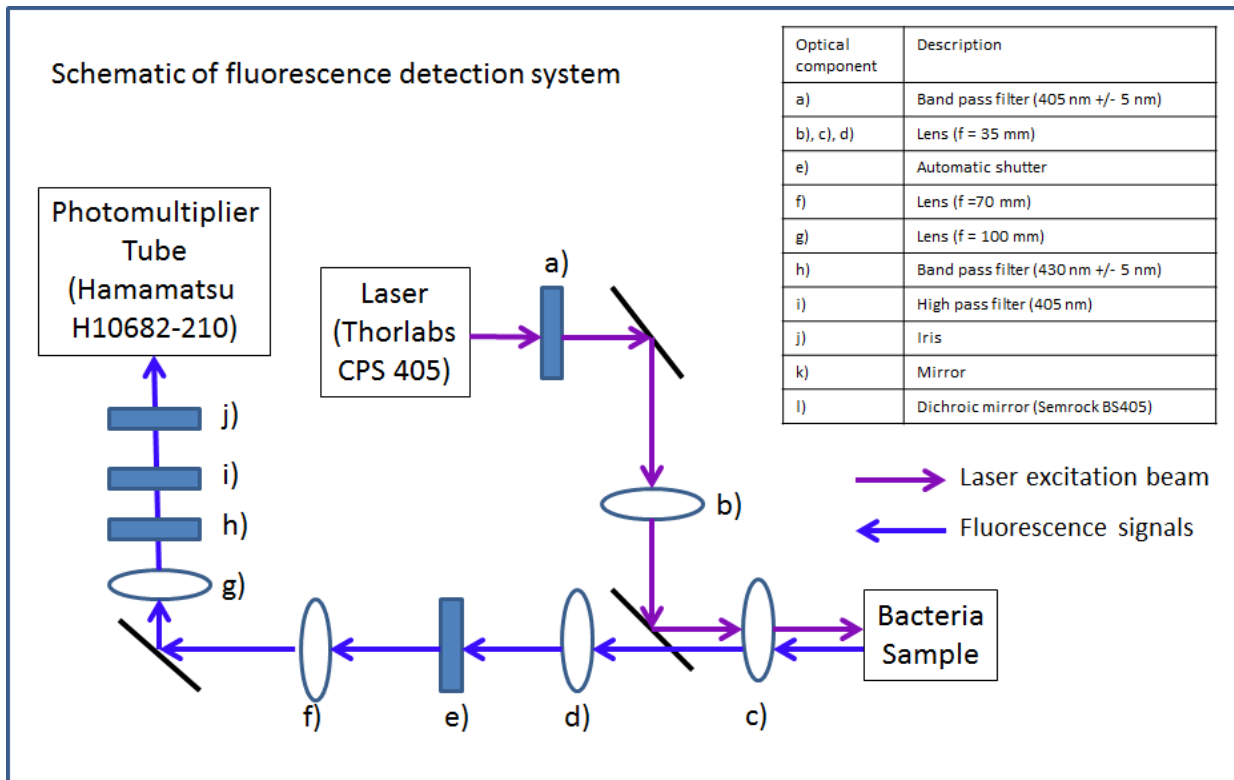 Schematic of fluorescence detection system
Optical component Description
a) Band pass filter (405 nm +/- 5 nm)
b), c), d) Lens (f = 35 mm)
e) Automatic shutter
f) Lens (f =70 mm)
g) Lens (f = 100 mm)
h) Band pass filter (430 nm +/- 5 nm)
i) High pass filter (405 nm)
j) Iris
k) Mirror
l) Dichroic mirror (Semrock BS405)
Photomultiplier
Tube
(Hamamatsu
H10682-210)
Laser
(Thorlabs
CPS 405)
a)
j)
i)
h)
g)
b)
Laser excitation beam
Fluorescence signals
Bacteria
Sample
f)
e)
d)
c)